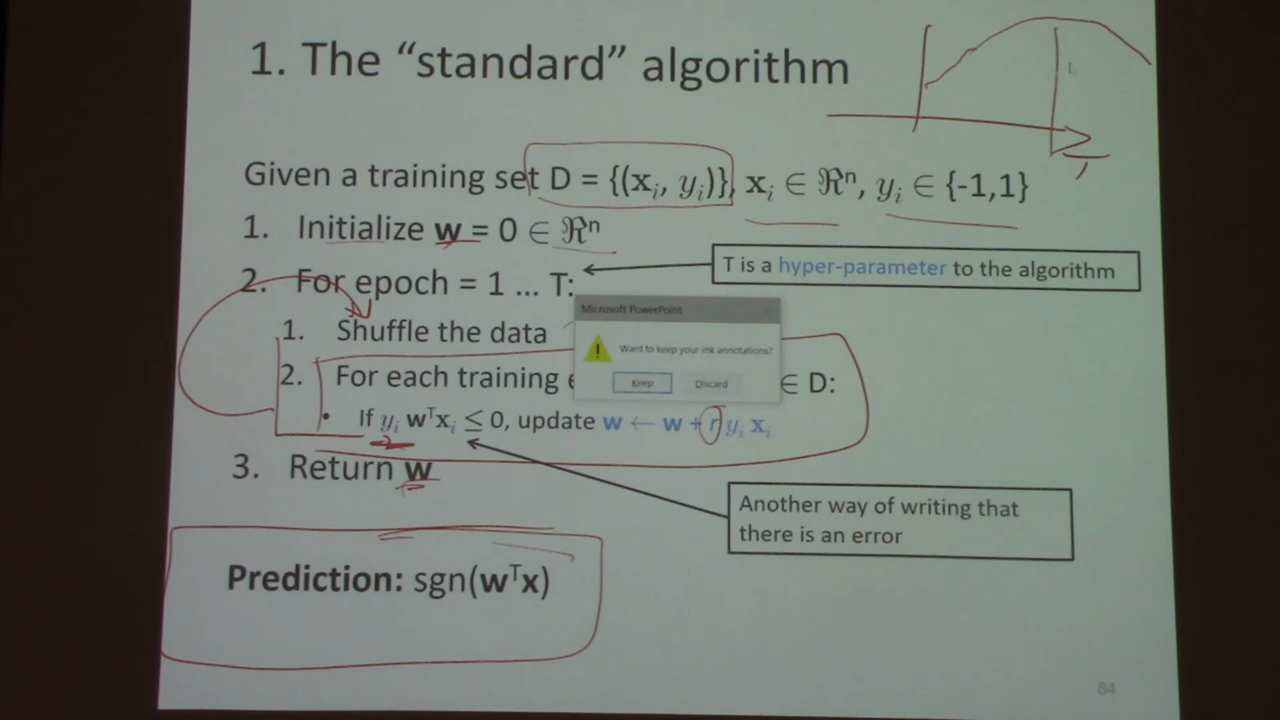 1. The “standard” algorithm
Given a training set D = {(xᵢ, yᵢ)}, xᵢ ∈ ℜⁿ, yᵢ ∈ {-1,1}
1. Initialize w = 0 ∈ ℜⁿ
2. For epoch = 1 … T:
T is a hyper-parameter to the algorithm
1. Shuffle the data
Microsoft PowerPoint
Want to keep your ink annotations?
Keep Discard
2. For each training ∈ D:
• If yᵢ wᵀxᵢ ≤ 0, update w ← w + r yᵢ xᵢ
3. Return w
Another way of writing that
there is an error
Prediction: sgn(wᵀx)
84